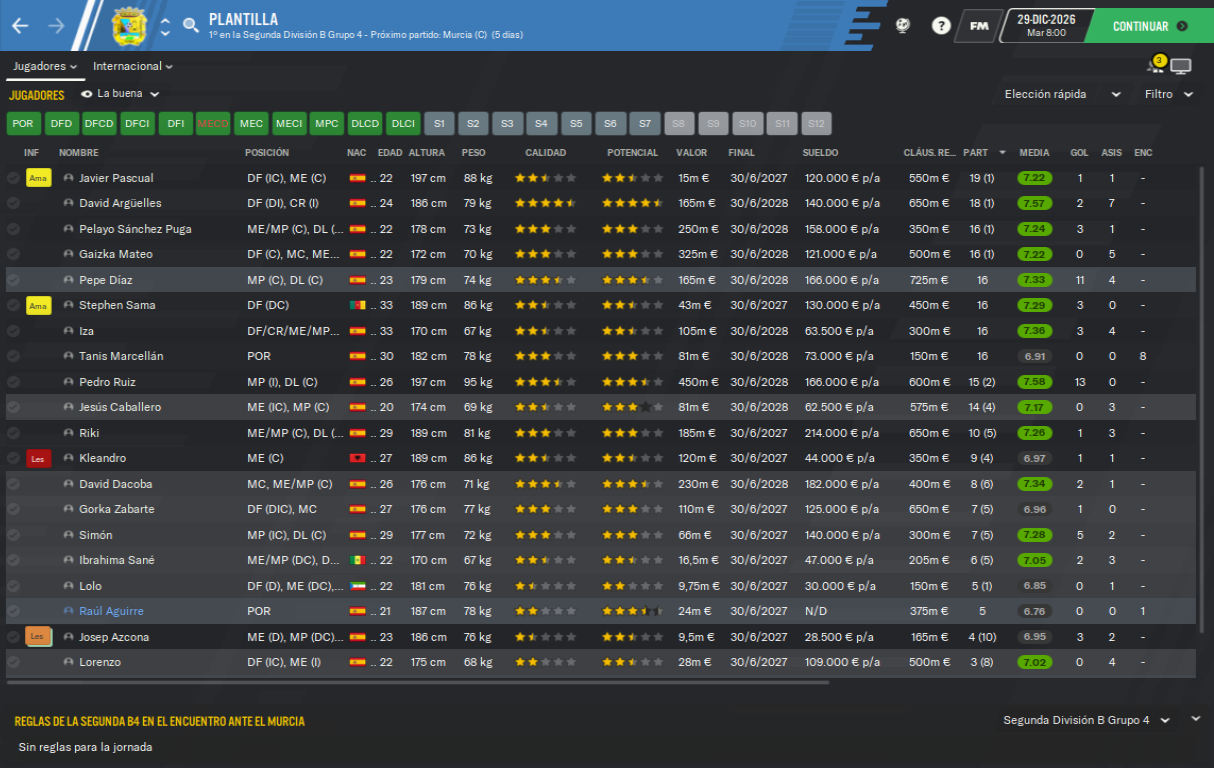 PLANTILLA
1º en la Segunda División B Grupo 4 - Próximo partido: Murcia (C) (5 días)
?
FM
29-DIC-2026
Mar 8:00
CONTINUAR
Jugadores Internacional
3
JUGADORES La buena Elección rápida Filtro
POR DFD DFCD DFCI DFI MECD MEC MECI MPC DLCD DLCI S1 S2 S3 S4 S5 S6 S7 S8 S9 S10 S11 S12
INF NOMBRE POSICIÓN NAC EDAD ALTURA PESO CALIDAD POTENCIAL VALOR FINAL SUELDO CLÁUS. RE... PART MEDIA GOL ASIS ENC
Ama Javier Pascual DF (IC), ME (C) .. 22 197 cm 88 kg 15m € 30/6/2027 120.000 € p/a 550m € 19 (1) 7.22 1 1 -
David Argüelles DF (DI), CR (I) .. 24 186 cm 79 kg 165m € 30/6/2028 140.000 € p/a 650m € 18 (1) 7.57 2 7 -
Pelayo Sánchez Puga ME/MP (C), DL (... .. 22 178 cm 73 kg 250m € 30/6/2028 158.000 € p/a 350m € 16 (1) 7.24 3 1 -
Gaizka Mateo DF (C), MC, ME... .. 22 172 cm 70 kg 325m € 30/6/2028 121.000 € p/a 500m € 16 (1) 7.22 0 5 -
Pepe Díaz MP (C), DL (C) .. 23 179 cm 74 kg 165m € 30/6/2028 166.000 € p/a 725m € 16 7.33 11 4 -
Ama Stephen Sama DF (DC) .. 33 189 cm 86 kg 43m € 30/6/2027 130.000 € p/a 450m € 16 7.29 3 0 -
Iza DF/CR/ME/MP... .. 33 170 cm 67 kg 105m € 30/6/2028 63.500 € p/a 300m € 16 7.36 3 4 -
Tanis Marcellán POR .. 30 182 cm 78 kg 81m € 30/6/2028 73.000 € p/a 150m € 16 6.91 0 0 8
Pedro Ruiz MP (I), DL (C) .. 26 197 cm 95 kg 450m € 30/6/2028 166.000 € p/a 600m € 15 (2) 7.58 13 0 -
Jesús Caballero ME (IC), MP (C) .. 20 174 cm 69 kg 81m € 30/6/2028 62.500 € p/a 575m € 14 (4) 7.17 0 3 -
Riki ME/MP (C), DL (... .. 29 189 cm 81 kg 185m € 30/6/2028 214.000 € p/a 650m € 10 (5) 7.26 1 3 -
Les Kleandro ME (C) .. 27 189 cm 86 kg 120m € 30/6/2027 44.000 € p/a 350m € 9 (4) 6.97 1 1 -
David Dacoba MC, ME/MP (C) .. 26 176 cm 71 kg 230m € 30/6/2028 182.000 € p/a 400m € 8 (6) 7.34 2 1 -
Gorka Zabarte DF (DIC), MC .. 27 176 cm 77 kg 110m € 30/6/2027 125.000 € p/a 650m € 7 (5) 6.96 1 0 -
Simón MP (IC), DL (C) .. 29 177 cm 72 kg 66m € 30/6/2027 140.000 € p/a 300m € 7 (5) 7.28 5 2 -
Ibrahima Sané ME/MP (DC), D... .. 22 170 cm 67 kg 16,5m € 30/6/2027 47.000 € p/a 205m € 6 (5) 7.05 2 3 -
Lolo DF (D), ME (DC),... .. 22 181 cm 76 kg 9,75m € 30/6/2027 30.000 € p/a 150m € 5 (1) 6.85 0 1 -
Raúl Aguirre POR .. 21 187 cm 78 kg 24m € 30/6/2027 N/D 375m € 5 6.76 0 0 1
Les Josep Azcona ME (D), MP (DC)... .. 23 186 cm 76 kg 9,5m € 30/6/2027 28.500 € p/a 165m € 4 (10) 6.95 3 2 -
Lorenzo DF (IC), ME (I) .. 22 175 cm 68 kg 28m € 30/6/2027 109.000 € p/a 500m € 3 (8) 7.02 0 4 -
REGLAS DE LA SEGUNDA B4 EN EL ENCUENTRO ANTE EL MURCIA Segunda División B Grupo 4
Sin reglas para la jornada